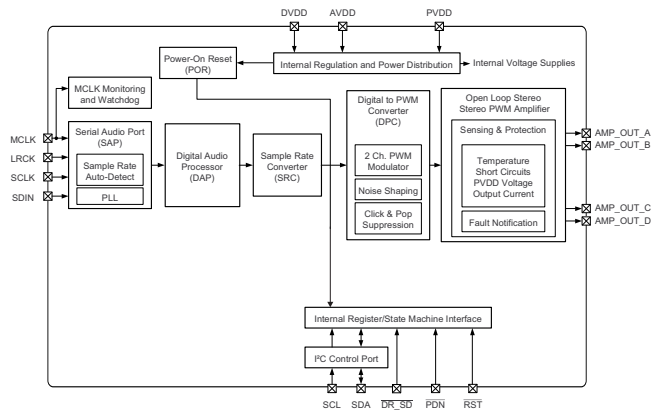 DVDD AVDD PVDD
Power-On Reset
(POR)
Internal Regulation and Power Distribution
Internal Voltage Supplies
MCLK Monitoring
and Watchdog
MCLK
LRCK
SCLK
SDIN
Serial Audio Port
(SAP)
Sample Rate
Auto-Detect
PLL
Digital Audio
Processor
(DAP)
Sample Rate
Converter
(SRC)
Digital to PWM
Converter
(DPC)
2 Ch. PWM
Modulator
Noise Shaping
Click & Pop
Suppression
Open Loop Stereo
Stereo PWM Amplifier
Sensing & Protection
Temperature
Short Circuits
PVDD Voltage
Output Current
Fault Notification
AMP_OUT_A
AMP_OUT_B
AMP_OUT_C
AMP_OUT_D
Internal Register/State Machine Interface
I²C Control Port
SCL SDA DR_SD PDN RST